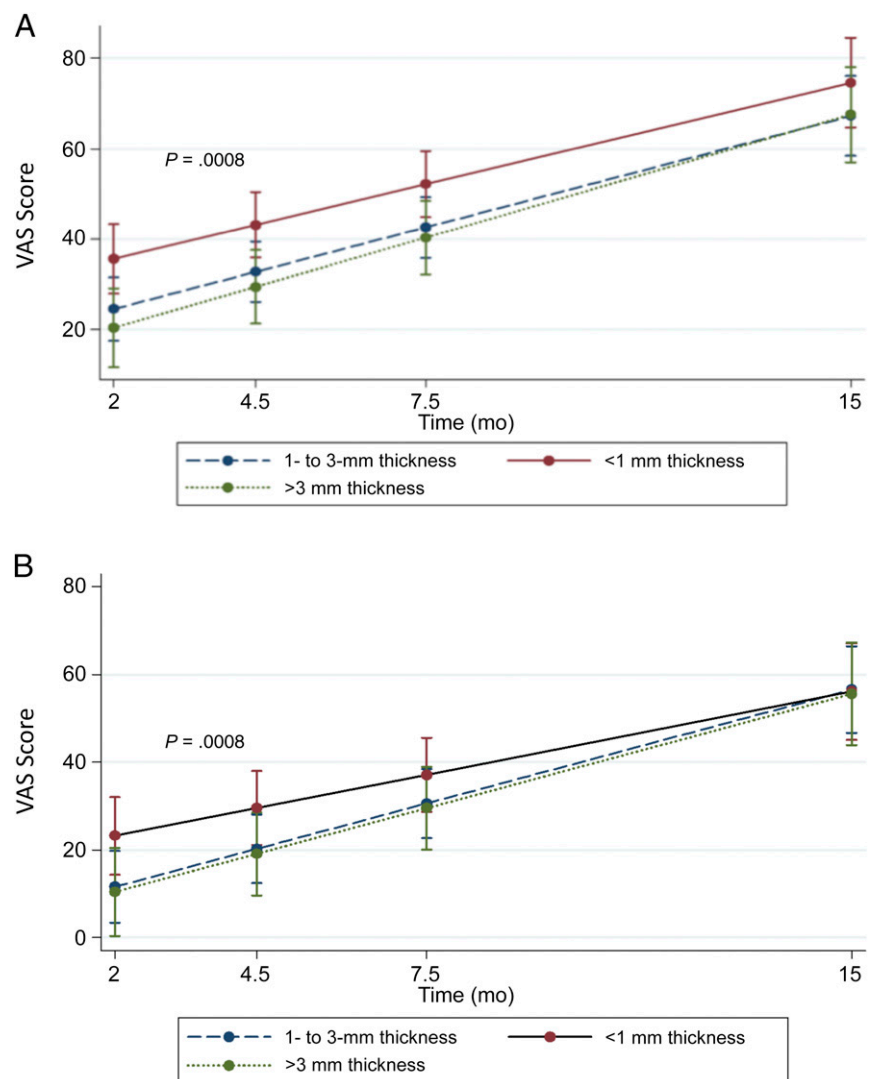 A
80
60
40
20
VAS Score
P = .0008
2 4.5 7.5 15
Time (mo)
1- to 3-mm thickness <1 mm thickness
>3 mm thickness
B
80
60
40
20
0
VAS Score
P = .0008
2 4.5 7.5 15
Time (mo)
1- to 3-mm thickness <1 mm thickness
>3 mm thickness